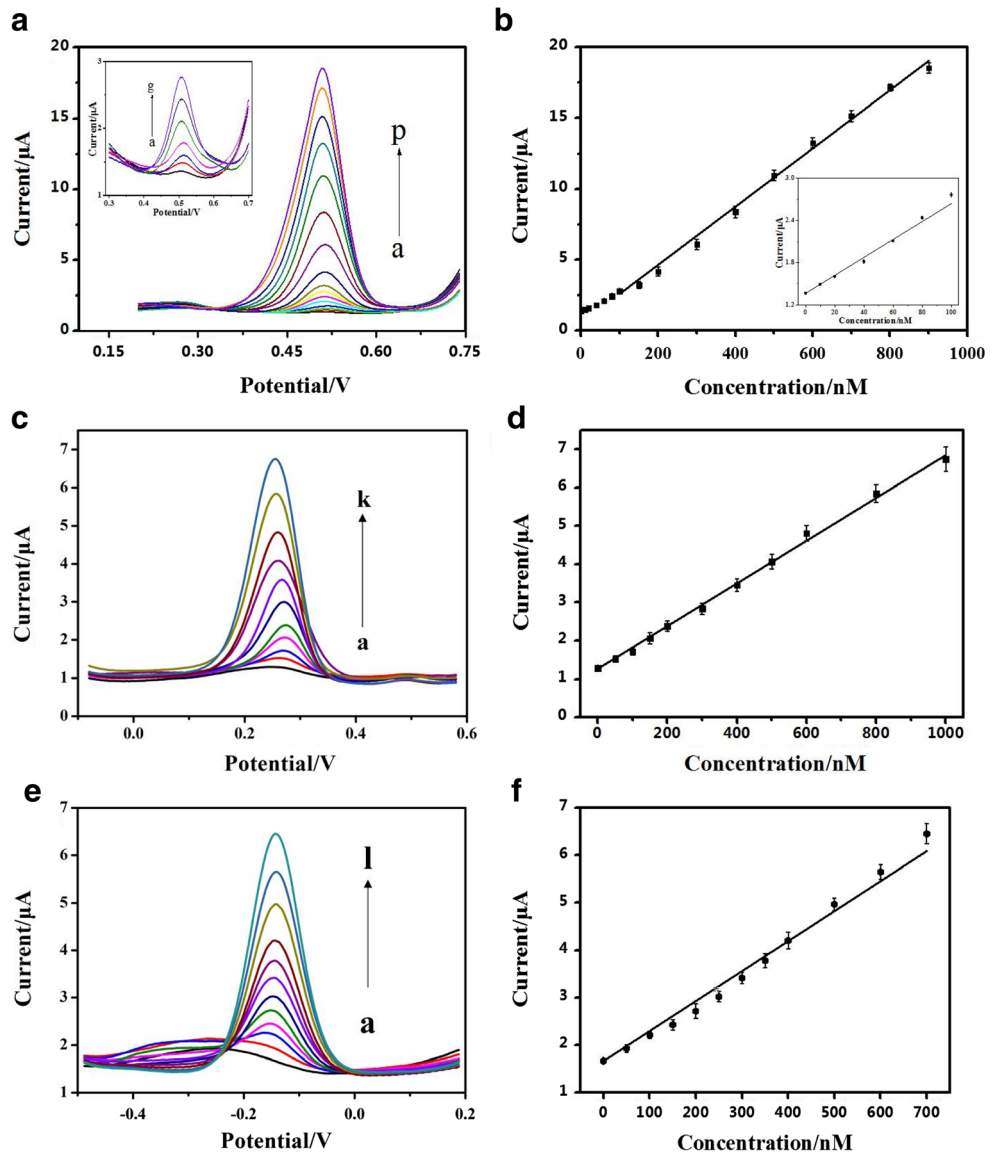 a
20
15
10
5
0
Current/μA
0.15 0.30 0.45 0.60 0.75
Potential/V
p
a
3
2
1
Current/μA
g
a
0.3 0.4 0.5 0.6 0.7
Potential/V
b
20
15
10
5
0
Current/μA
0 200 400 600 800 1000
Concentration/nM
3.0
2.4
1.8
1.2
Current/μA
0 20 40 60 80 100
Concentration/nM
c
7
6
5
4
3
2
1
0
Current/μA
0.0 0.2 0.4 0.6
Potential/V
k
a
d
7
6
5
4
3
2
1
0
Current/μA
0 200 400 600 800 1000
Concentration/nM
e
7
6
5
4
3
2
1
Current/μA
-0.4 -0.2 0.0 0.2
Potential/V
l
a
f
7
6
5
4
3
2
1
Current/μA
0 100 200 300 400 500 600 700
Concentration/nM